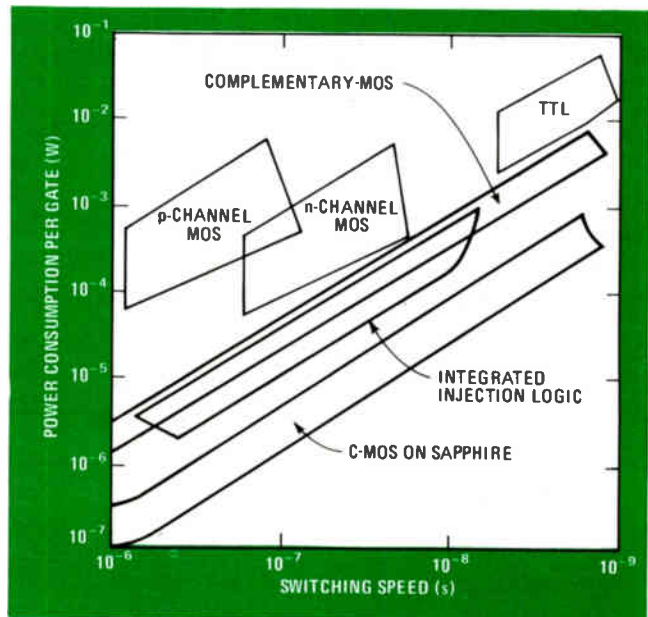 POWER CONSUMPTION PER GATE (W)
10⁻¹
10⁻²
10⁻³
10⁻⁴
10⁻⁵
10⁻⁶
10⁻⁷
COMPLEMENTARY-MOS
TTL
p-CHANNEL
MOS
n-CHANNEL
MOS
INTEGRATED
INJECTION LOGIC
C-MOS ON SAPPHIRE
10⁻⁶
10⁻⁷
10⁻⁸
10⁻⁹
SWITCHING SPEED (s)